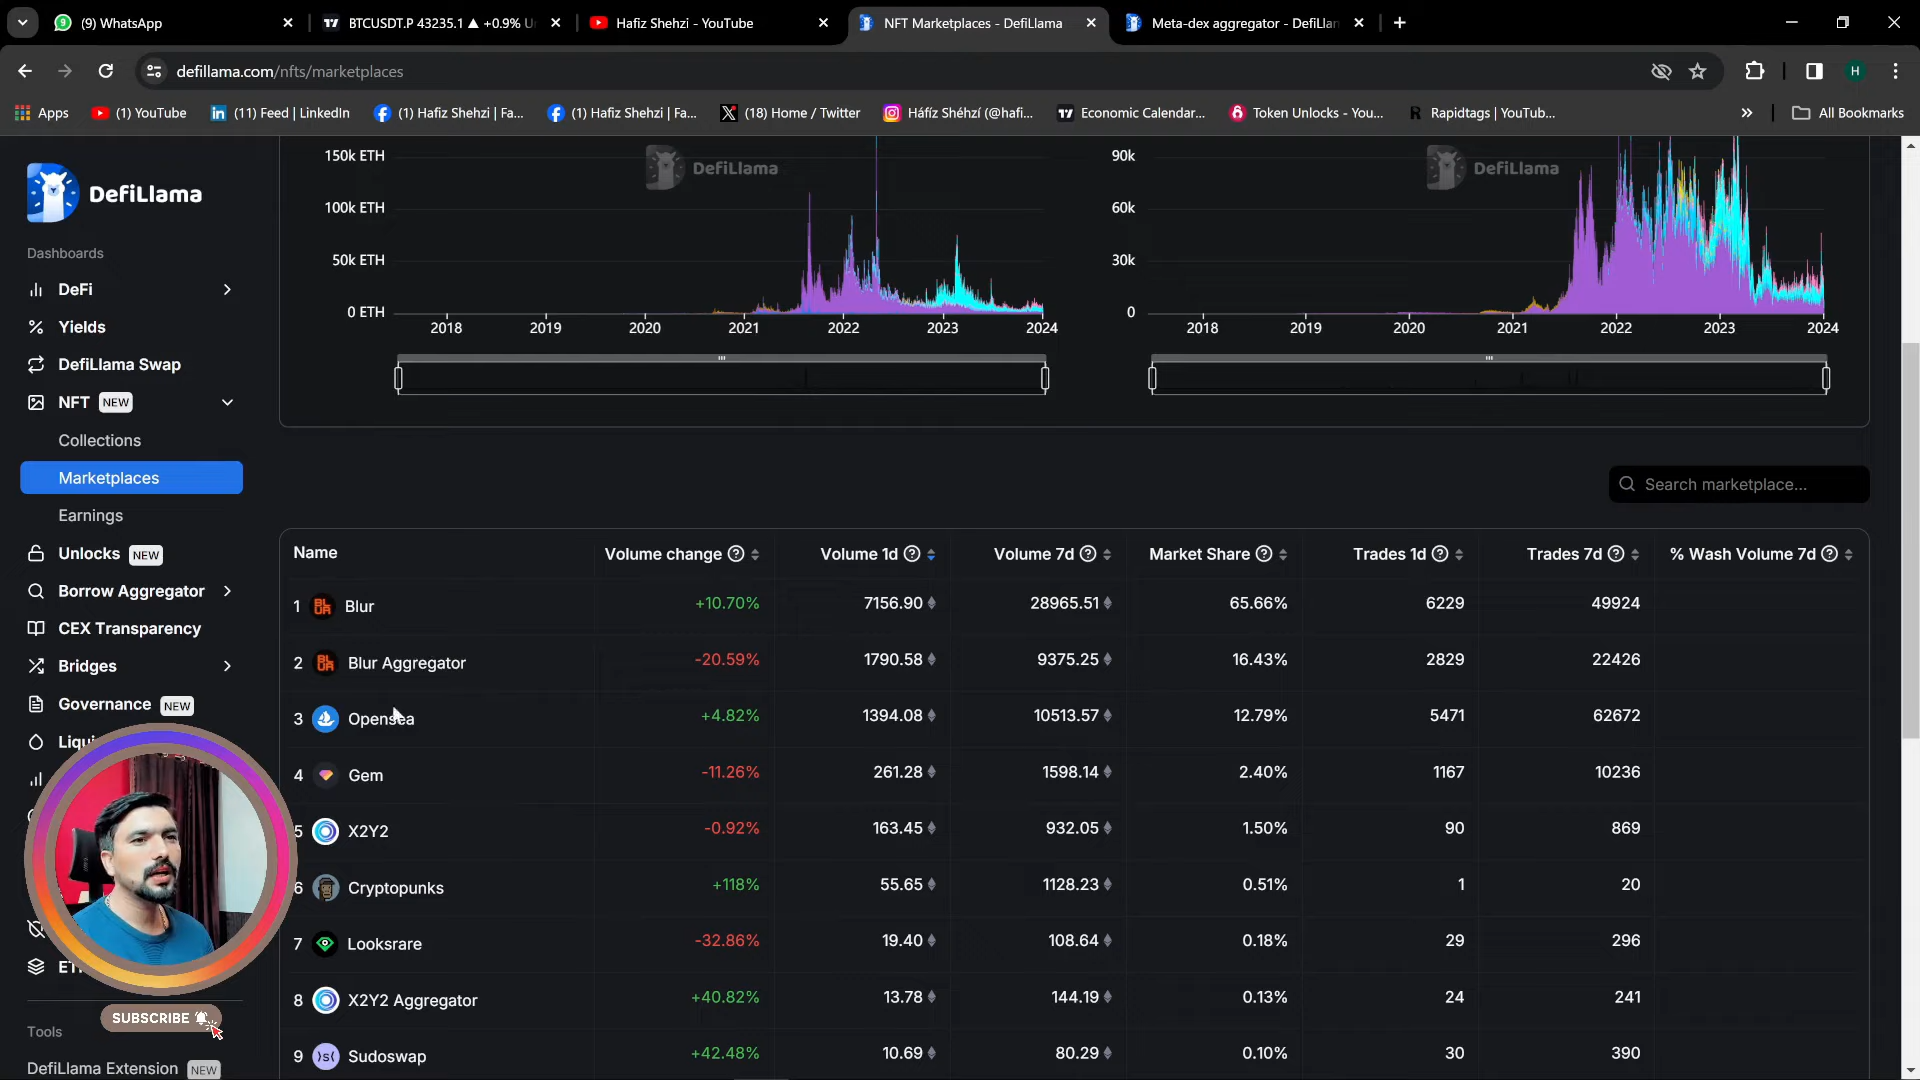 (9) WhatsApp
BTCUSDT.P 43235.1 ▲ +0.9% Un
Hafiz Shehzi - YouTube
NFT Marketplaces - DefiLlama
Meta-dex aggregator - DefiLlam
defillama.com/nfts/marketplaces
H
Apps
(1) YouTube
(11) Feed | LinkedIn
(1) Hafiz Shehzi | Fa...
(1) Hafiz Shehzi | Fa...
(18) Home / Twitter
Háfíz Shéhzí (@hafi...
Economic Calendar...
Token Unlocks - You...
Rapidtags | YouTub...
All Bookmarks
DefiLlama
Dashboards
DeFi
Yields
DefiLlama Swap
NFT NEW
Collections
Marketplaces
Earnings
Unlocks NEW
Borrow Aggregator
CEX Transparency
Bridges
Governance NEW
SUBSCRIBE
Tools
DefiLlama Extension NEW
150k ETH
100k ETH
50k ETH
0 ETH
2018 2019 2020 2021 2022 2023 2024
DefiLlama
90k
60k
30k
0
2018 2019 2020 2021 2022 2023 2024
DefiLlama
Search marketplace...
Name Volume change Volume 1d Volume 7d Market Share Trades 1d Trades 7d % Wash Volume 7d
1 Blur +10.70% 7156.90 28965.51 65.66% 6229 49924
2 Blur Aggregator -20.59% 1790.58 9375.25 16.43% 2829 22426
3 Opensea +4.82% 1394.08 10513.57 12.79% 5471 62672
4 Gem -11.26% 261.28 1598.14 2.40% 1167 10236
5 X2Y2 -0.92% 163.45 932.05 1.50% 90 869
6 Cryptopunks +118% 55.65 1128.23 0.51% 1 20
7 Looksrare -32.86% 19.40 108.64 0.18% 29 296
8 X2Y2 Aggregator +40.82% 13.78 144.19 0.13% 24 241
9 Sudoswap +42.48% 10.69 80.29 0.10% 30 390